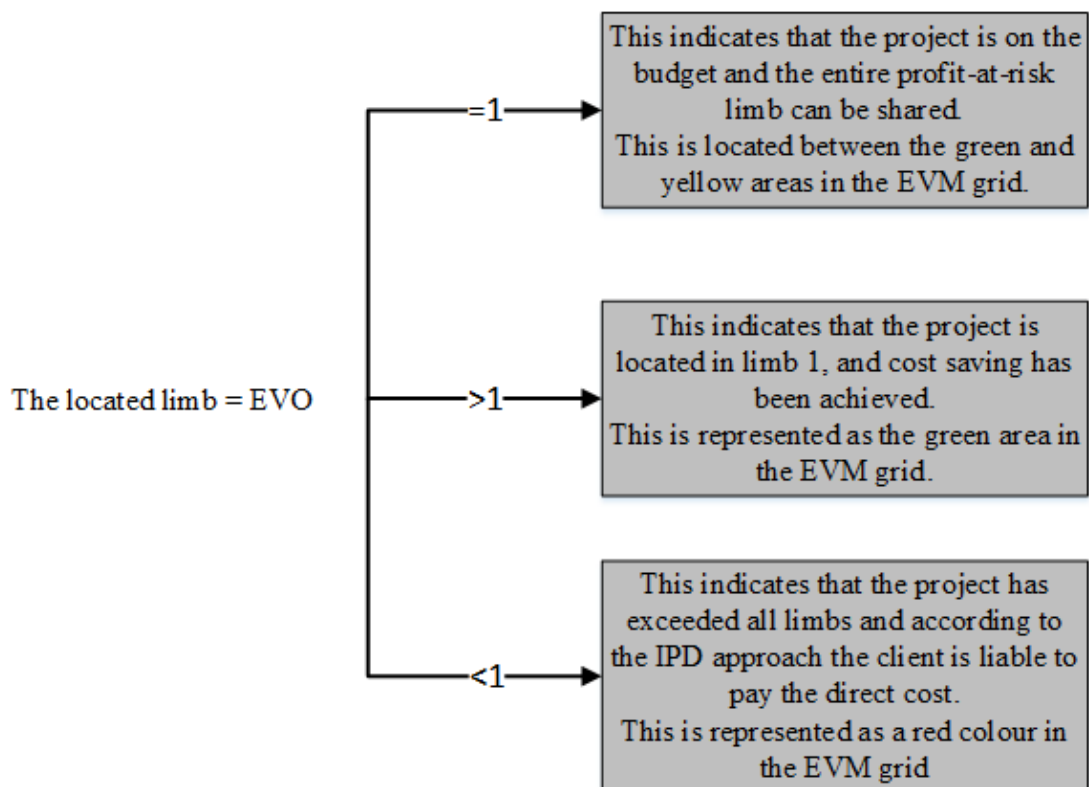 This indicates that the project is on the
budget and the entire profit-at-risk
limb can be shared.
This is located between the green and
yellow areas in the EVM grid.
=1
This indicates that the project is
located in limb 1, and cost saving has
been achieved.
This is represented as the green area in
the EVM grid.
The located limb = EVO
>1
This indicates that the project has
exceeded all limbs and according to
the IPD approach the client is liable to
pay the direct cost.
This is represented as a red colour in
the EVM grid
<1